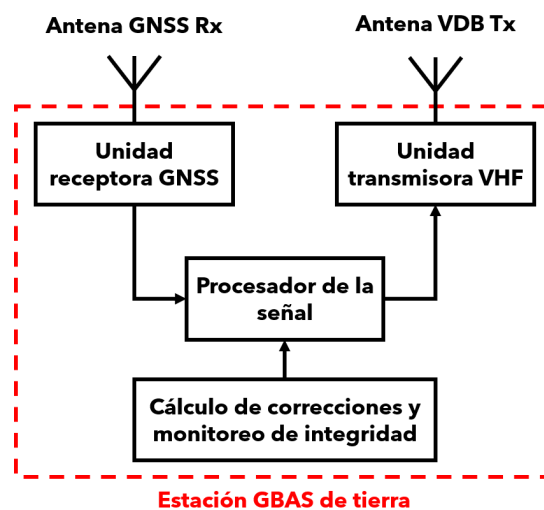 Antena GNSS Rx
Antena VDB Tx
Unidad
receptora GNSS
Unidad
transmisora VHF
Procesador de la
señal
Cálculo de correcciones y
monitoreo de integridad
Estación GBAS de tierra